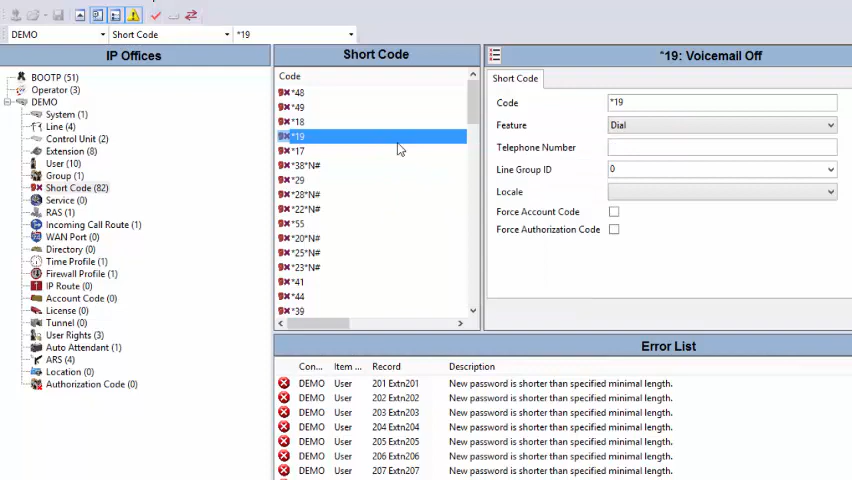 DEMO
Short Code
*19
IP Offices
BOOTP (51)
Operator (3)
DEMO
System (1)
Line (4)
Control Unit (2)
Extension (8)
User (10)
Group (1)
Short Code (82)
Service (0)
RAS (1)
Incoming Call Route (1)
WAN Port (0)
Directory (0)
Time Profile (1)
Firewall Profile (1)
IP Route (0)
Account Code (0)
License (0)
Tunnel (0)
User Rights (3)
Auto Attendant (1)
ARS (4)
Location (0)
Authorization Code (0)
Short Code
Code
*48
*49
*18
*19
*17
*38*N#
*29
*28*N#
*22*N#
*55
*20*N#
*25*N#
*23*N#
*41
*44
*39
*19: Voicemail Off
Short Code
Code *19
Feature Dial
Telephone Number
Line Group ID 0
Locale
Force Account Code
Force Authorization Code
Error List
Con... Item ... Record Description
DEMO User 201 Extn201 New password is shorter than specified minimal length.
DEMO User 202 Extn202 New password is shorter than specified minimal length.
DEMO User 203 Extn203 New password is shorter than specified minimal length.
DEMO User 204 Extn204 New password is shorter than specified minimal length.
DEMO User 205 Extn205 New password is shorter than specified minimal length.
DEMO User 206 Extn206 New password is shorter than specified minimal length.
DEMO User 207 Extn207 New password is shorter than specified minimal length.